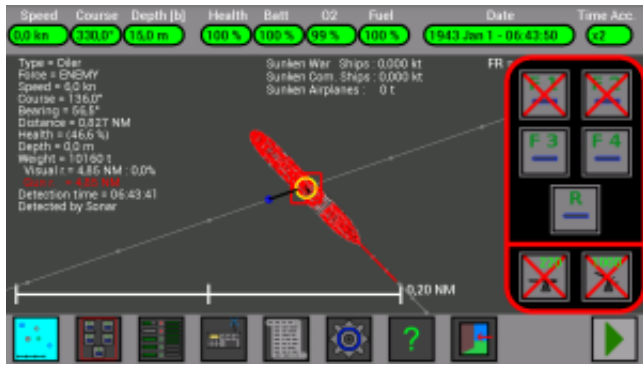 Speed Course Depth [b] Health Batt O2 Fuel Date Time Acc.
0,0 kn 330,0° 15,0 m 100 % 100 % 99 % 100 % 1943 Jan 1 - 06:43:50 x2
Type = Oiler
Force = ENEMY
Speed = 6,0 kn
Course = 136,0°
Bearing = 56,5°
Distance = 0,827 NM
Health = (46,6 %)
Depth = 0,0 m
Weight = 10160 t
Visual r = 4,85 NM : 0,0%
Detection time = 06:43:41
Detected by Sonar
Sunken War Ships : 0,000 kt
Sunken Com. Ships : 0,000 kt
Sunken Airplanes : 0 t
FR =
F 3 F 4
R
0,20 NM
?